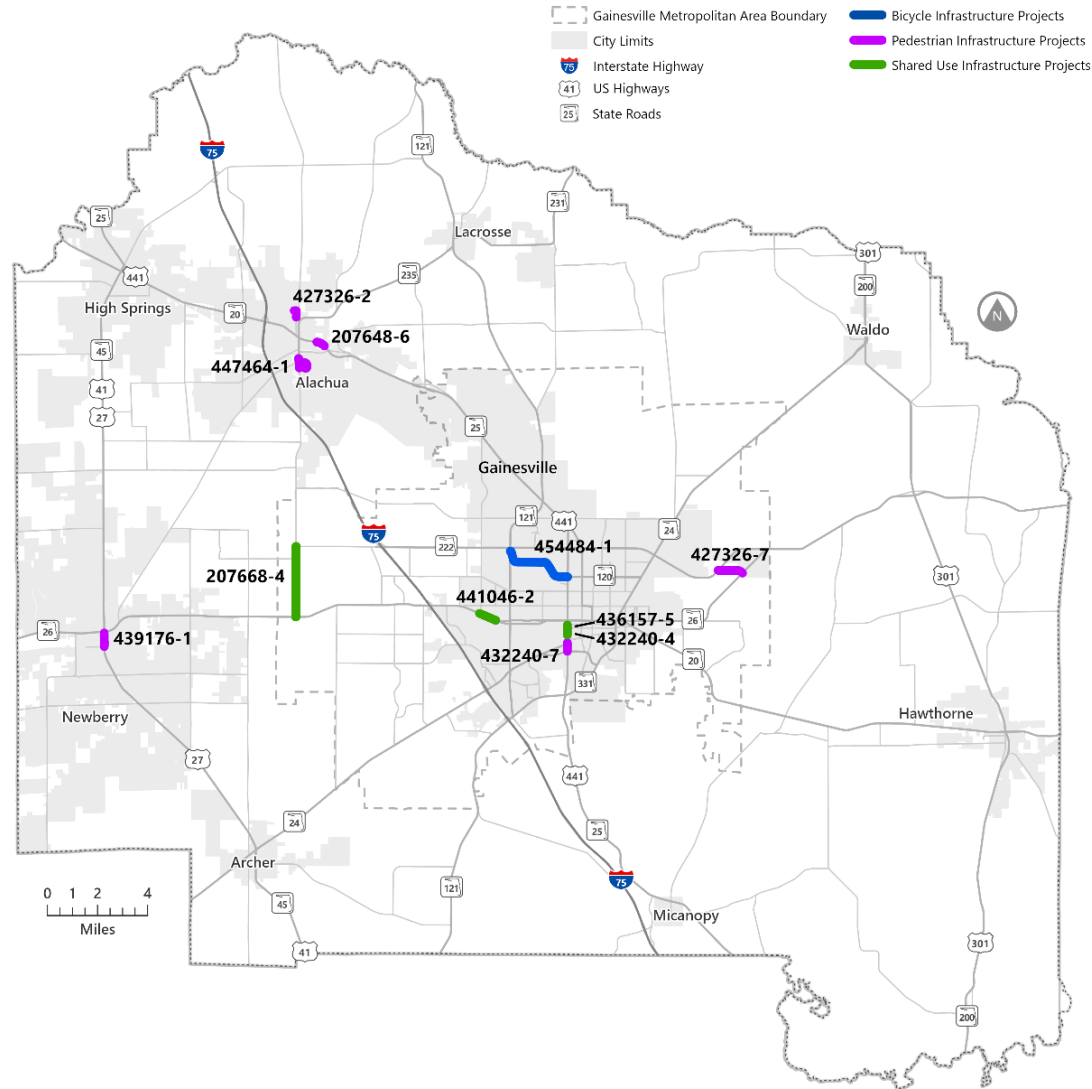 Gainesville Metropolitan Area Boundary
City Limits
75
Interstate Highway
41
US Highways
25
State Roads
Bicycle Infrastructure Projects
Pedestrian Infrastructure Projects
Shared Use Infrastructure Projects
75
121
231
25
Lacrosse
301
441
235
200
427326-2
High Springs
20
N
207648-6
Waldo
45
447464-1
Alachua
41
27
25
Gainesville
121
441
24
75
222
454484-1
427326-7
301
207668-4
120
441046-2
436157-5
26
26
439176-1
432240-4
432240-7
20
331
Newberry
Hawthorne
27
441
24
25
Archer
75
121
0 1 2 4
Miles
45
Micanopy
301
41
200